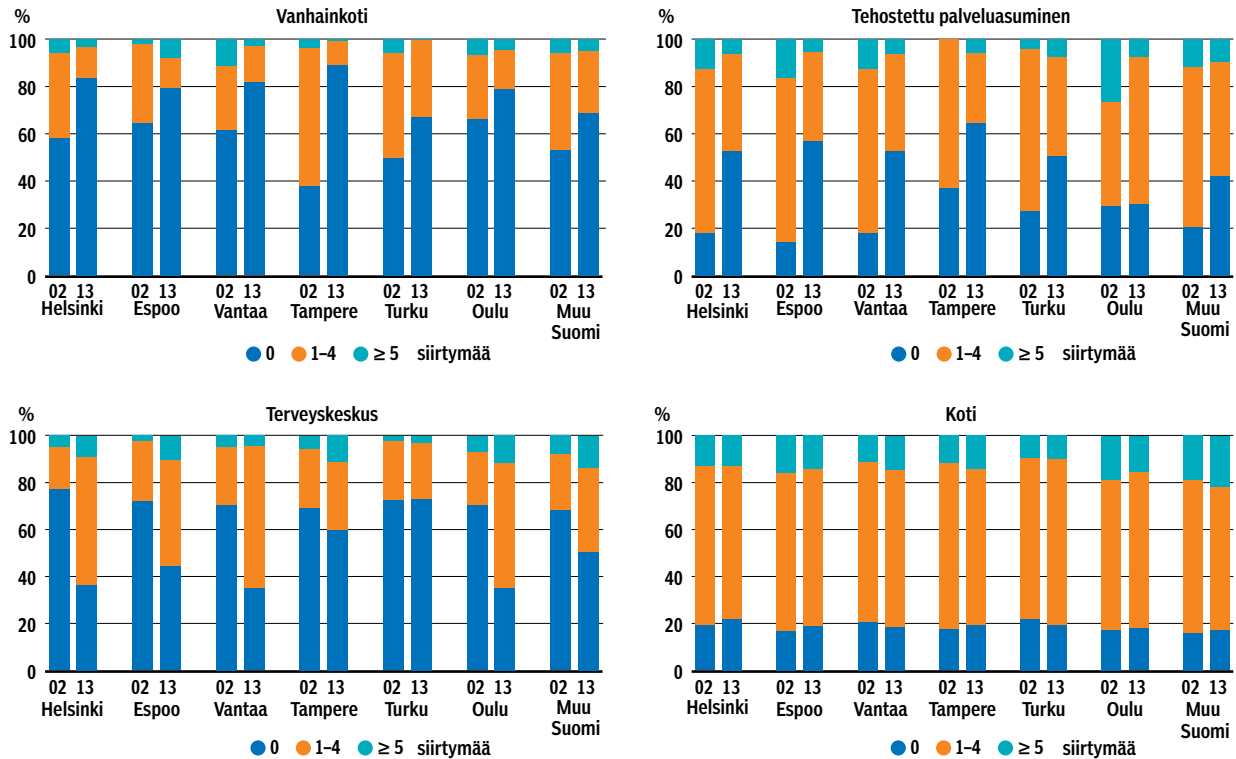 Vanhainkoti
%
100
80
60
40
20
0
02 13 02 13 02 13 02 13 02 13 02 13 02 13
Helsinki Espoo Vantaa Tampere Turku Oulu Muu
Suomi
0 1–4 ≥ 5 siirtymää
Tehostettu palveluasuminen
%
100
80
60
40
20
0
02 13 02 13 02 13 02 13 02 13 02 13 02 13
Helsinki Espoo Vantaa Tampere Turku Oulu Muu
Suomi
0 1–4 ≥ 5 siirtymää
Terveyskeskus
%
100
80
60
40
20
0
02 13 02 13 02 13 02 13 02 13 02 13 02 13
Helsinki Espoo Vantaa Tampere Turku Oulu Muu
Suomi
0 1–4 ≥ 5 siirtymää
Koti
%
100
80
60
40
20
0
02 13 02 13 02 13 02 13 02 13 02 13 02 13
Helsinki Espoo Vantaa Tampere Turku Oulu Muu
Suomi
0 1–4 ≥ 5 siirtymää